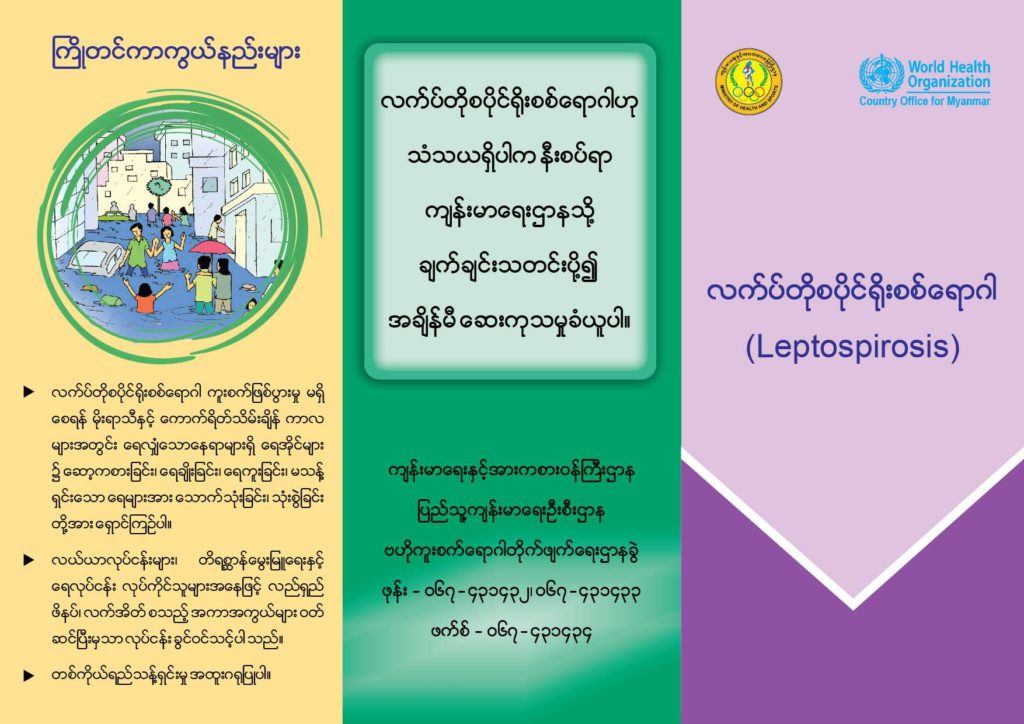 ကြိုတင်ကာကွယ်နည်းများ
လက်ပ်တိုစပိုင်ရိုးစစ်ရောဂါ ကူးစက်ဖြစ်ပွားမှု မရှိ
စေရန် မိုးရာသီနှင့် ကောက်ရိတ်သိမ်းချိန် ကာလ
များအတွင်း ရေလျှံသောနေရာများရှိ ရေအိုင်များ
၌ ဆော့ကစားခြင်း၊ ရေချိုးခြင်း၊ ရေကူးခြင်း၊ မသန့်
ရှင်းသော ရေများအား သောက်သုံးခြင်း၊ သုံးစွဲခြင်း
တို့အား ရှောင်ကြဉ်ပါ။
လယ်ယာလုပ်ငန်းများ၊ တိရစ္ဆာန်မွေးမြူရေးနှင့်
ရေလုပ်ငန်း လုပ်ကိုင်သူများအနေဖြင့် လည်ရှည်
ဖိနပ်၊ လက်အိတ် စသည့် အကာအကွယ်များ ဝတ်
ဆင်ပြီးမှသာ လုပ်ငန်း ခွင်ဝင်သင့်ပါ သည်။
တစ်ကိုယ်ရည်သန့်ရှင်းမှု အထူးဂရုပြုပါ။
လက်ပ်တိုစပိုင်ရိုးစစ်ရောဂါဟု
သံသယရှိပါက နီးစပ်ရာ
ကျန်းမာရေးဌာနသို့
ချက်ချင်းသတင်းပို့၍
အချိန်မီ ဆေးကုသမှုခံယူပါ။
ကျန်းမာရေးနှင့်အားကစားဝန်ကြီးဌာန
ပြည်သူ့ကျန်းမာရေးဦးစီးဌာန
ဗဟိုကူးစက်ရောဂါတိုက်ဖျက်ရေးဌာနခွဲ
ဖုန်း - ၀၆၇-၄၃၁၄၃၂၊ ၀၆၇-၄၃၁၄၃၃
ဖက်စ် - ၀၆၇-၄၃၁၄၃၄
MINISTRY OF HEALTH AND SPORTS
World Health
Organization
Country Office for Myanmar
လက်ပ်တိုစပိုင်ရိုးစစ်ရောဂါ
(Leptospirosis)